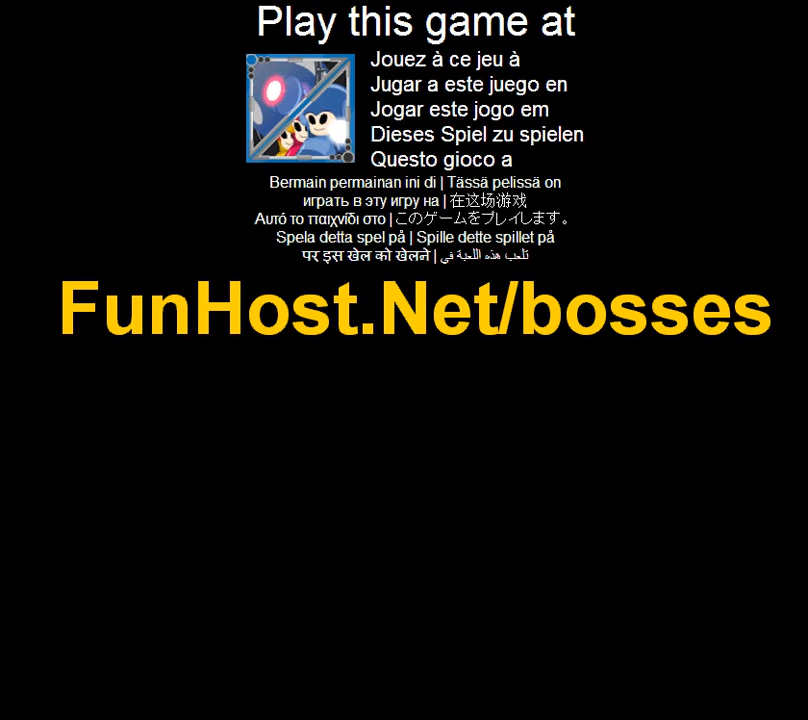 Play this game at
Jouez à ce jeu à
Jugar a este juego en
Jogar este jogo em
Dieses Spiel zu spielen
Questo gioco a
Bermain permainan ini di | Tässä pelissä on
играть в эту игру на | 在这场游戏
Αυτό το παιχνίδι στο | このゲームをプレイします。
Spela detta spel på | Spille dette spillet på
पर इस खेल को खेलने | تلعب هذه اللعبة في
FunHost.Net/bosses